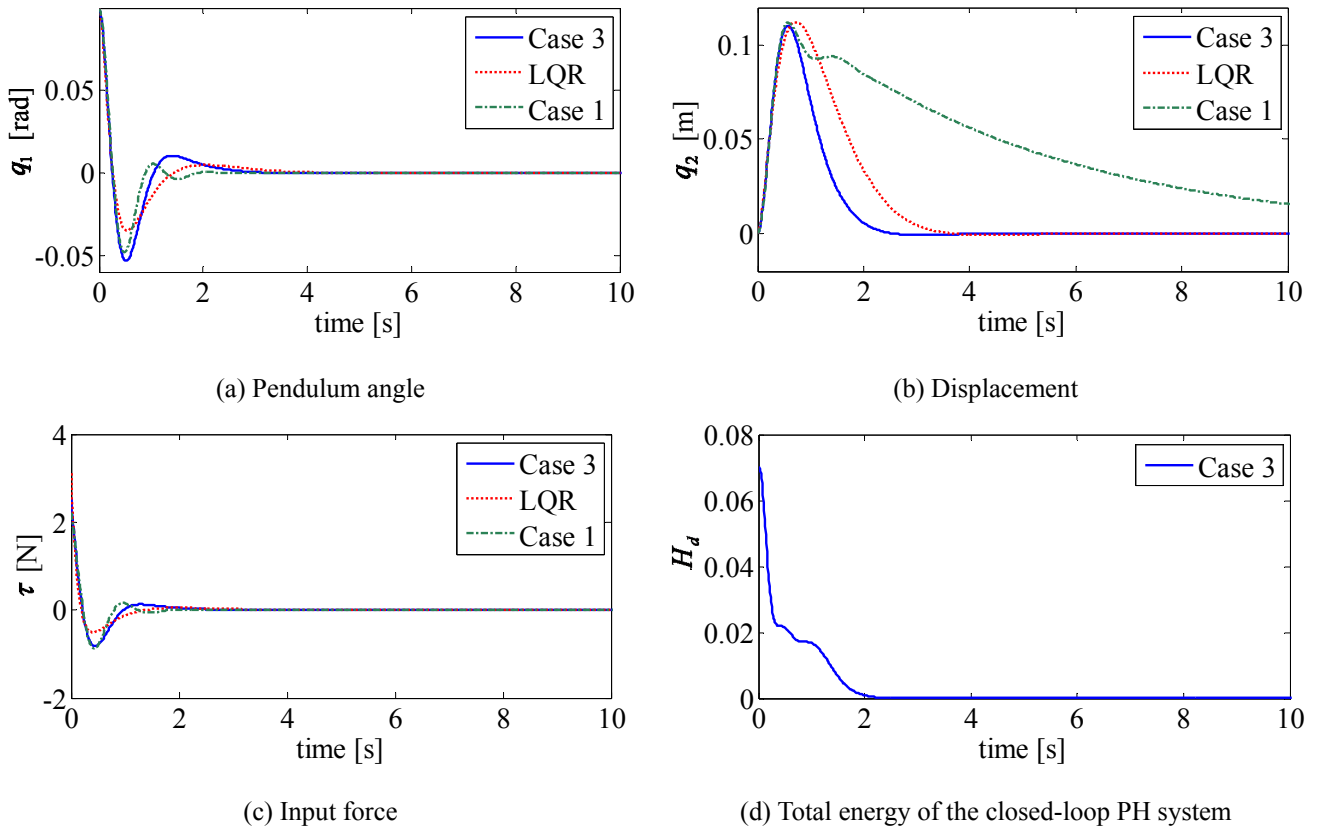 q₁ [rad]
0.05
0
-0.05
0 2 4 6 8 10
time [s]
Case 3
LQR
Case 1
(a) Pendulum angle
q₂ [m]
0.1
0.05
0
0 2 4 6 8 10
time [s]
Case 3
LQR
Case 1
(b) Displacement
τ [N]
4
2
0
-2
0 2 4 6 8 10
time [s]
Case 3
LQR
Case 1
(c) Input force
H_d
0.08
0.06
0.04
0.02
0
0 2 4 6 8 10
time [s]
Case 3
(d) Total energy of the closed-loop PH system